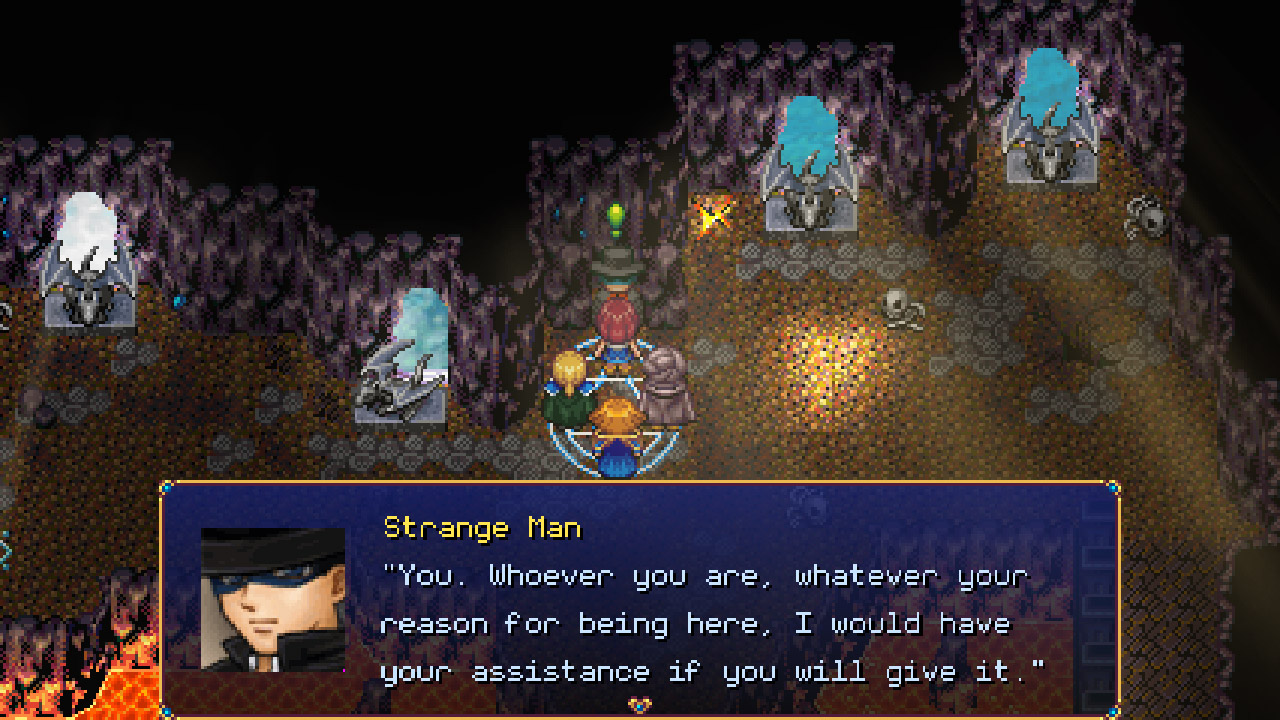 Strange Man
"You. Whoever you are, whatever your
reason for being here, I would have
your assistance if you will give it."